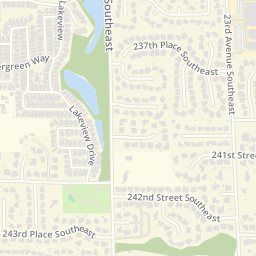 Lakeview
Southeast
237th Place Southeast
23rd Avenue Southeast
ergreen Way
Lakeview Drive
241st Stree
242nd Street Southeast
243rd Place Southeast